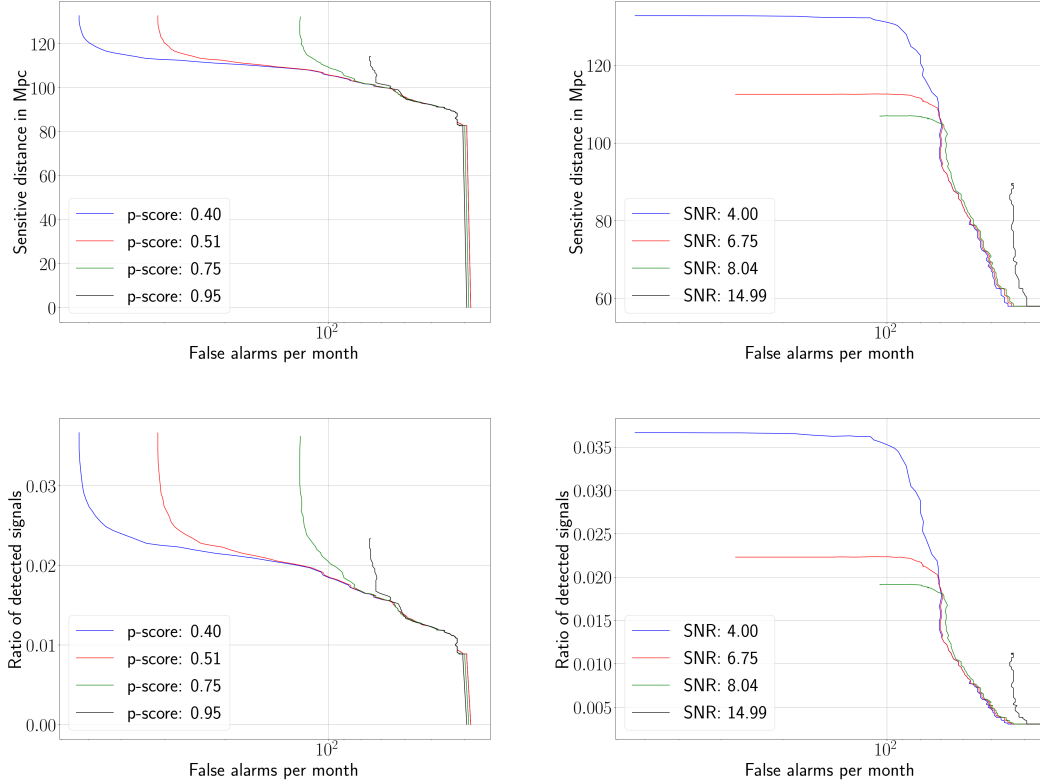 120
100
80
60
40
20
0
Sensitive distance in Mpc
p-score: 0.40
p-score: 0.51
p-score: 0.75
p-score: 0.95
10²
False alarms per month
120
100
80
60
Sensitive distance in Mpc
SNR: 4.00
SNR: 6.75
SNR: 8.04
SNR: 14.99
10²
False alarms per month
0.03
0.02
0.01
0.00
Ratio of detected signals
p-score: 0.40
p-score: 0.51
p-score: 0.75
p-score: 0.95
10²
False alarms per month
0.035
0.030
0.025
0.020
0.015
0.010
0.005
Ratio of detected signals
SNR: 4.00
SNR: 6.75
SNR: 8.04
SNR: 14.99
10²
False alarms per month